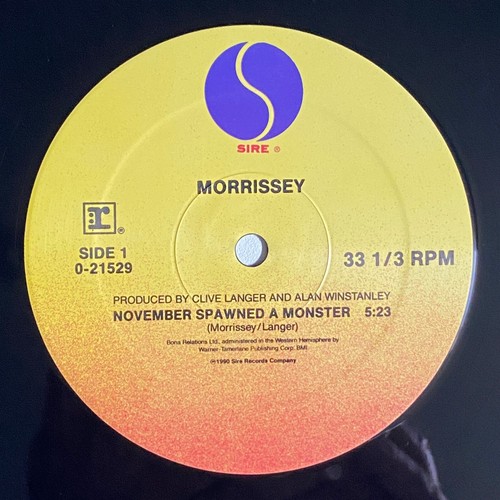 SIRE ®
MORRISSEY
r ®
SIDE 1
0-21529
33 1/3 RPM
PRODUCED BY CLIVE LANGER AND ALAN WINSTANLEY
NOVEMBER SPAWNED A MONSTER 5:23
(Morrissey/Langer)
Bona Relations Ltd., administered in the Western Hemisphere by
Warner-Tamerlane Publishing Corp. BMI.
℗1990 Sire Records Company